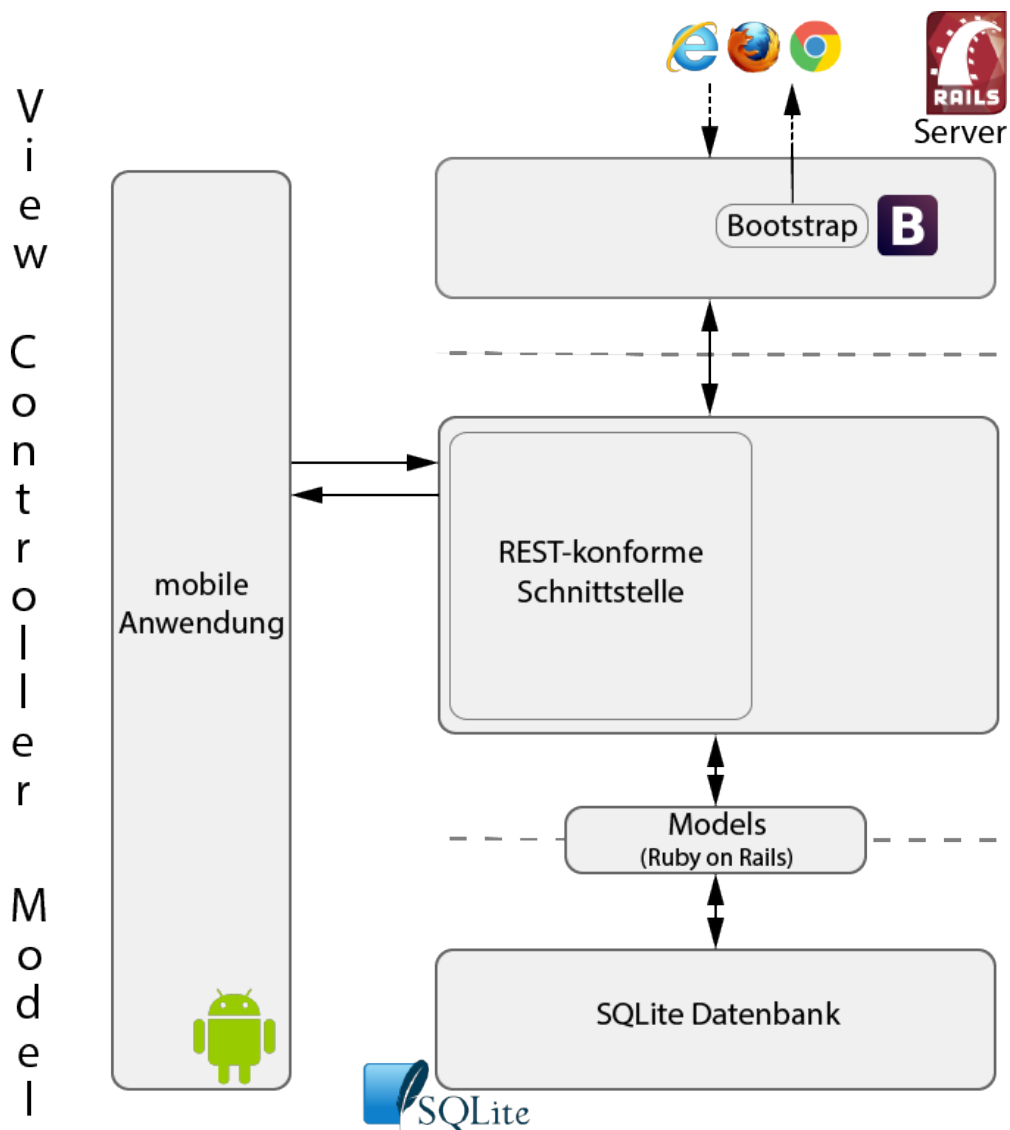 RAILS
Server
View
Controller
Model
Bootstrap
B
mobile
Anwendung
REST-konforme
Schnittstelle
Models
(Ruby on Rails)
SQLite Datenbank
SQLite